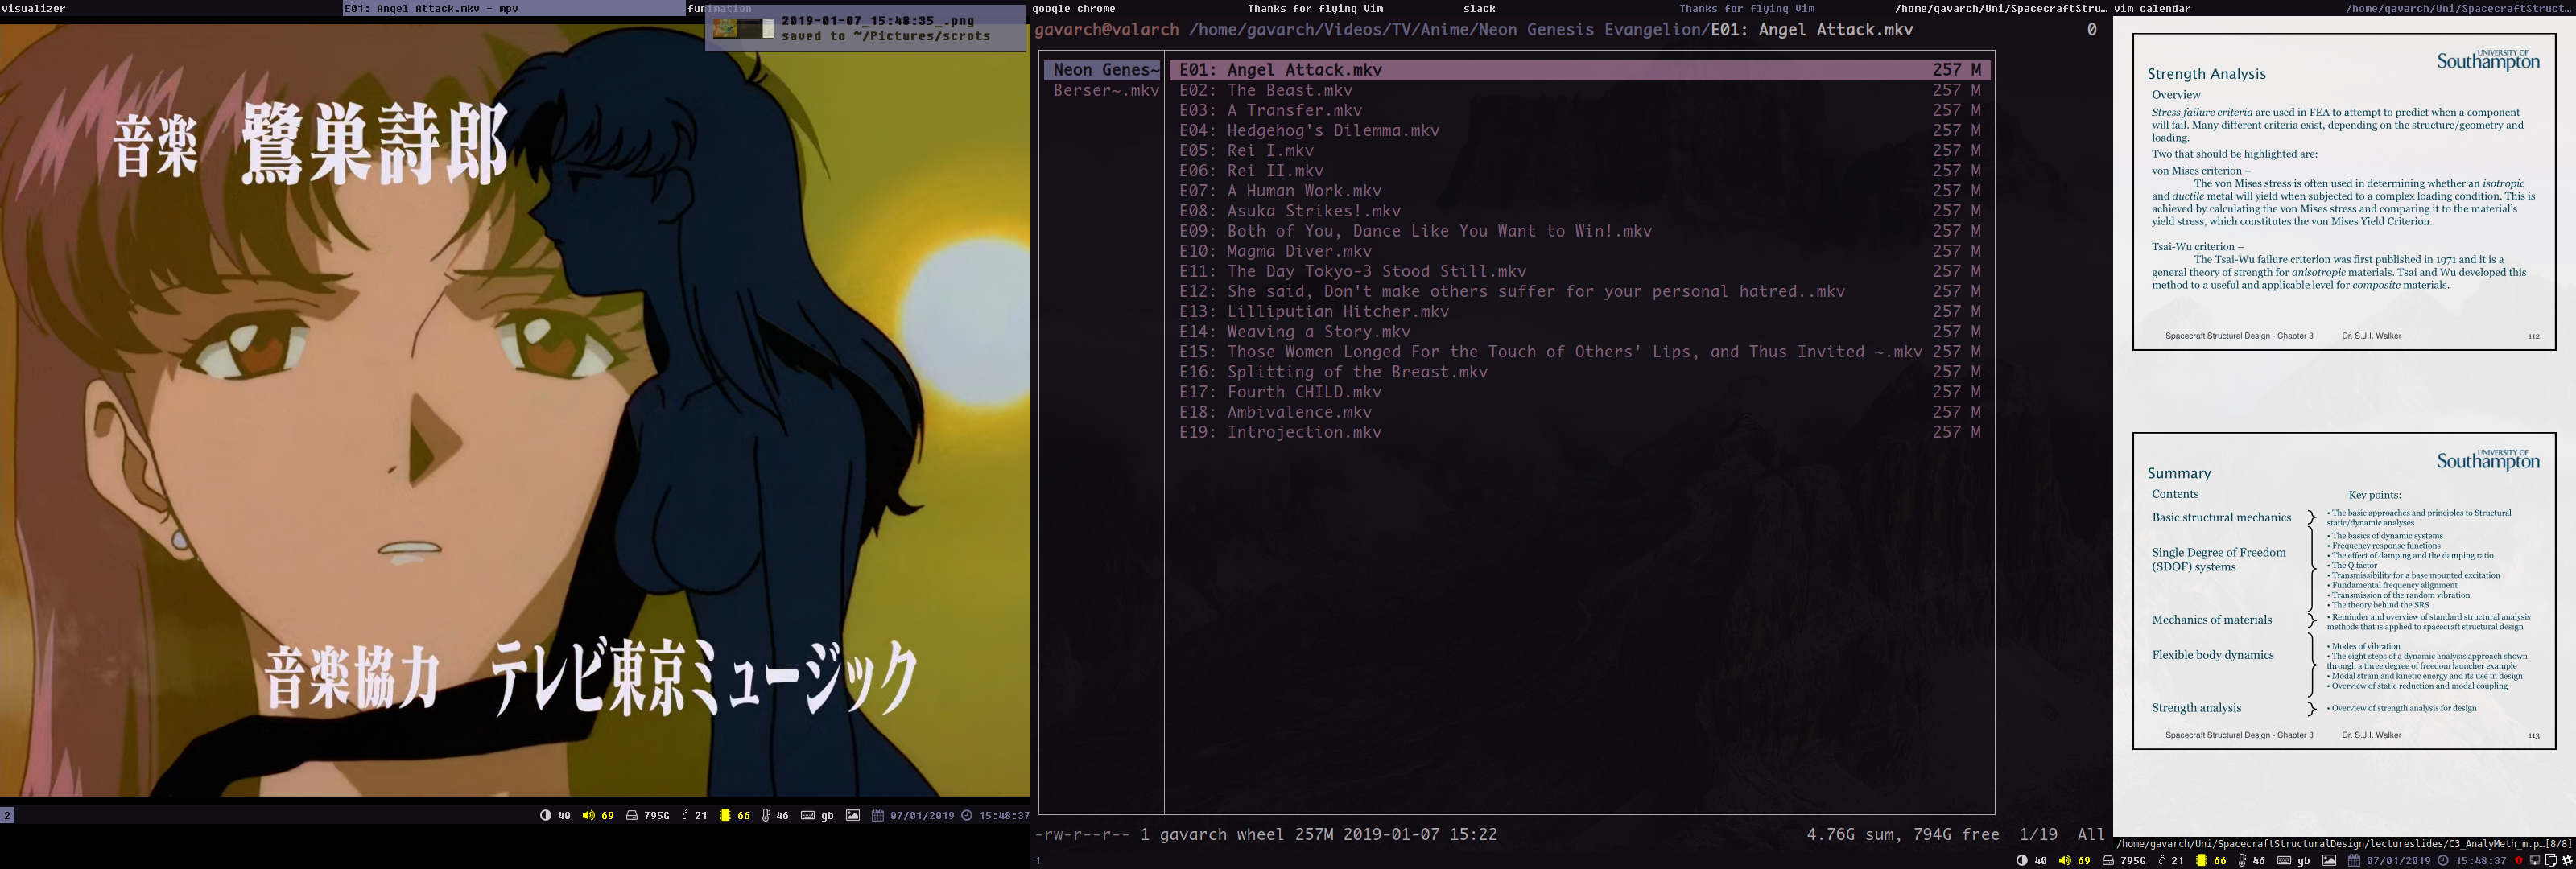 visualizer
E01: Angel Attack.mkv - mpv
funimation
google chrome
Thanks for flying Vim
slack
Thanks for flying Vim
/home/gavarch/Uni/SpacecraftStru…
vim calendar
/home/gavarch/Uni/SpacecraftStruct…
2019-01-07_15:48:35_.png
saved to ~/Pictures/scrots
音楽 鷺巣詩郎
音楽協力 テレビ東京ミュージック
2
40 69 795G 21 66 46 gb 07/01/2019 15:48:37
gavarch@valarch /home/gavarch/Videos/TV/Anime/Neon Genesis Evangelion/E01: Angel Attack.mkv 0
Neon Genes~
Berser~.mkv
E01: Angel Attack.mkv 257 M
E02: The Beast.mkv 257 M
E03: A Transfer.mkv 257 M
E04: Hedgehog's Dilemma.mkv 257 M
E05: Rei I.mkv 257 M
E06: Rei II.mkv 257 M
E07: A Human Work.mkv 257 M
E08: Asuka Strikes!.mkv 257 M
E09: Both of You, Dance Like You Want to Win!.mkv 257 M
E10: Magma Diver.mkv 257 M
E11: The Day Tokyo-3 Stood Still.mkv 257 M
E12: She said, Don't make others suffer for your personal hatred..mkv 257 M
E13: Lilliputian Hitcher.mkv 257 M
E14: Weaving a Story.mkv 257 M
E15: Those Women Longed For the Touch of Others' Lips, and Thus Invited ~.mkv 257 M
E16: Splitting of the Breast.mkv 257 M
E17: Fourth CHILD.mkv 257 M
E18: Ambivalence.mkv 257 M
E19: Introjection.mkv 257 M
-rw-r--r-- 1 gavarch wheel 257M 2019-01-07 15:22 4.76G sum, 794G free 1/19 All
1
UNIVERSITY OF
Southampton
Strength Analysis
Overview
Stress failure criteria are used in FEA to attempt to predict when a component
will fail. Many different criteria exist, depending on the structure/geometry and
loading.
Two that should be highlighted are:
von Mises criterion –
The von Mises stress is often used in determining whether an isotropic
and ductile metal will yield when subjected to a complex loading condition. This is
achieved by calculating the von Mises stress and comparing it to the material's
yield stress, which constitutes the von Mises Yield Criterion.
Tsai-Wu criterion –
The Tsai-Wu failure criterion was first published in 1971 and it is a
general theory of strength for anisotropic materials. Tsai and Wu developed this
method to a useful and applicable level for composite materials.
Spacecraft Structural Design - Chapter 3 Dr. S.J.I. Walker 112
UNIVERSITY OF
Southampton
Summary
Contents
Key points:
Basic structural mechanics
• The basic approaches and principles to Structural
static/dynamic analyses
Single Degree of Freedom
(SDOF) systems
• The basics of dynamic systems
• Frequency response functions
• The effect of damping and the damping ratio
• The Q factor
• Transmissibility for a base mounted excitation
• Fundamental frequency alignment
• Transmission of the random vibration
• The theory behind the SRS
Mechanics of materials
• Reminder and overview of standard structural analysis
methods that is applied to spacecraft structural design
Flexible body dynamics
• Modes of vibration
• The eight steps of a dynamic analysis approach shown
through a three degree of freedom launcher example
• Modal strain and kinetic energy and its use in design
• Overview of static reduction and modal coupling
Strength analysis
• Overview of strength analysis for design
Spacecraft Structural Design - Chapter 3 Dr. S.J.I. Walker 113
/home/gavarch/Uni/SpacecraftStructuralDesign/lectureslides/C3_AnalyMeth_m.p…[8/8]
40 69 795G 21 66 46 gb 07/01/2019 15:48:37